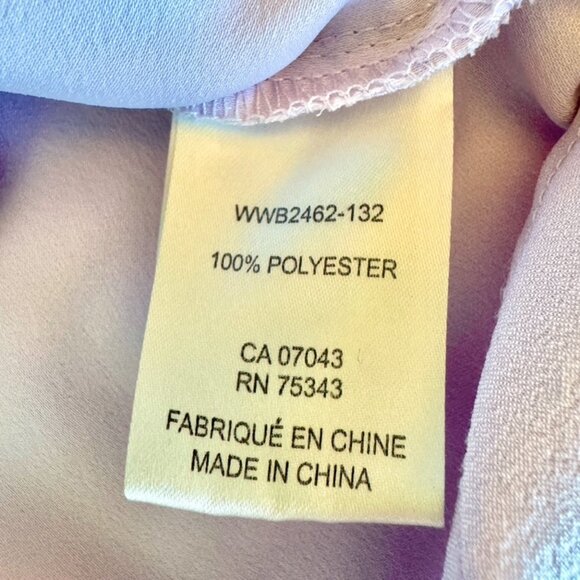 WWB2462-132
100% POLYESTER
CA 07043
RN 75343
FABRIQUÉ EN CHINE
MADE IN CHINA